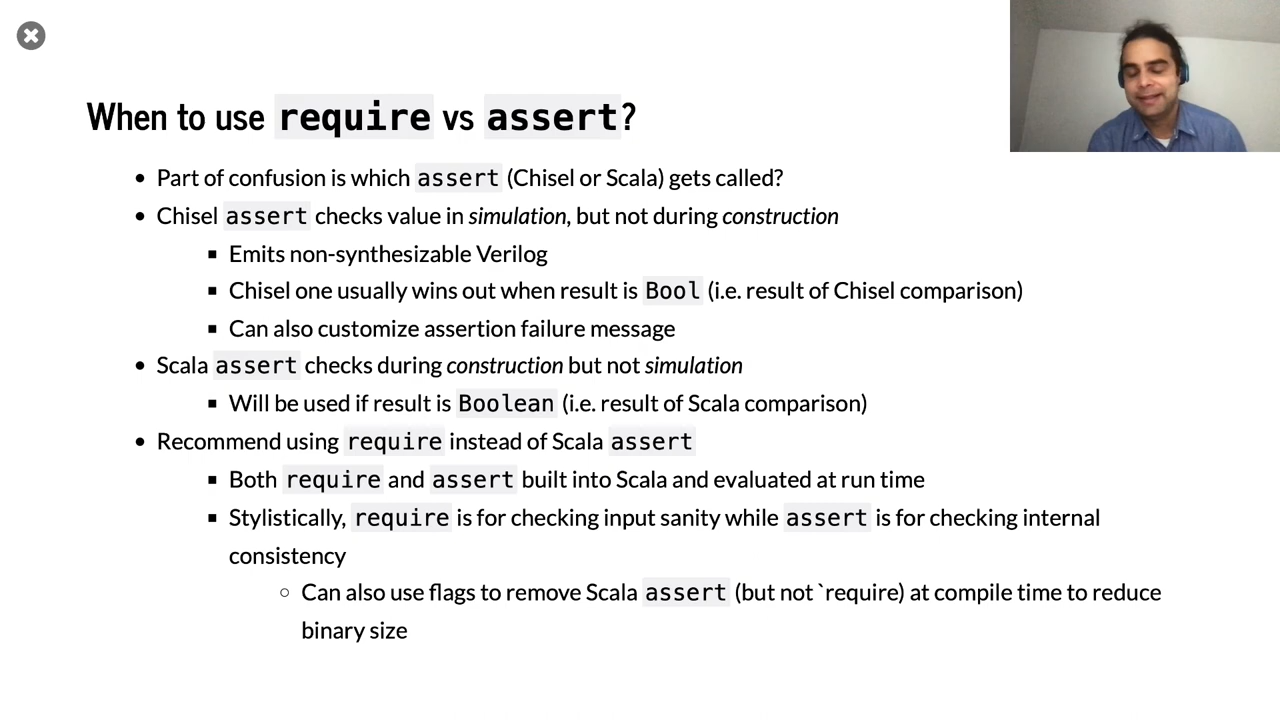 When to use require vs assert?
Part of confusion is which assert (Chisel or Scala) gets called?
Chisel assert checks value in simulation, but not during construction
Emits non-synthesizable Verilog
Chisel one usually wins out when result is Bool (i.e. result of Chisel comparison)
Can also customize assertion failure message
Scala assert checks during construction but not simulation
Will be used if result is Boolean (i.e. result of Scala comparison)
Recommend using require instead of Scala assert
Both require and assert built into Scala and evaluated at run time
Stylistically, require is for checking input sanity while assert is for checking internal
consistency
Can also use flags to remove Scala assert (but not `require) at compile time to reduce
binary size